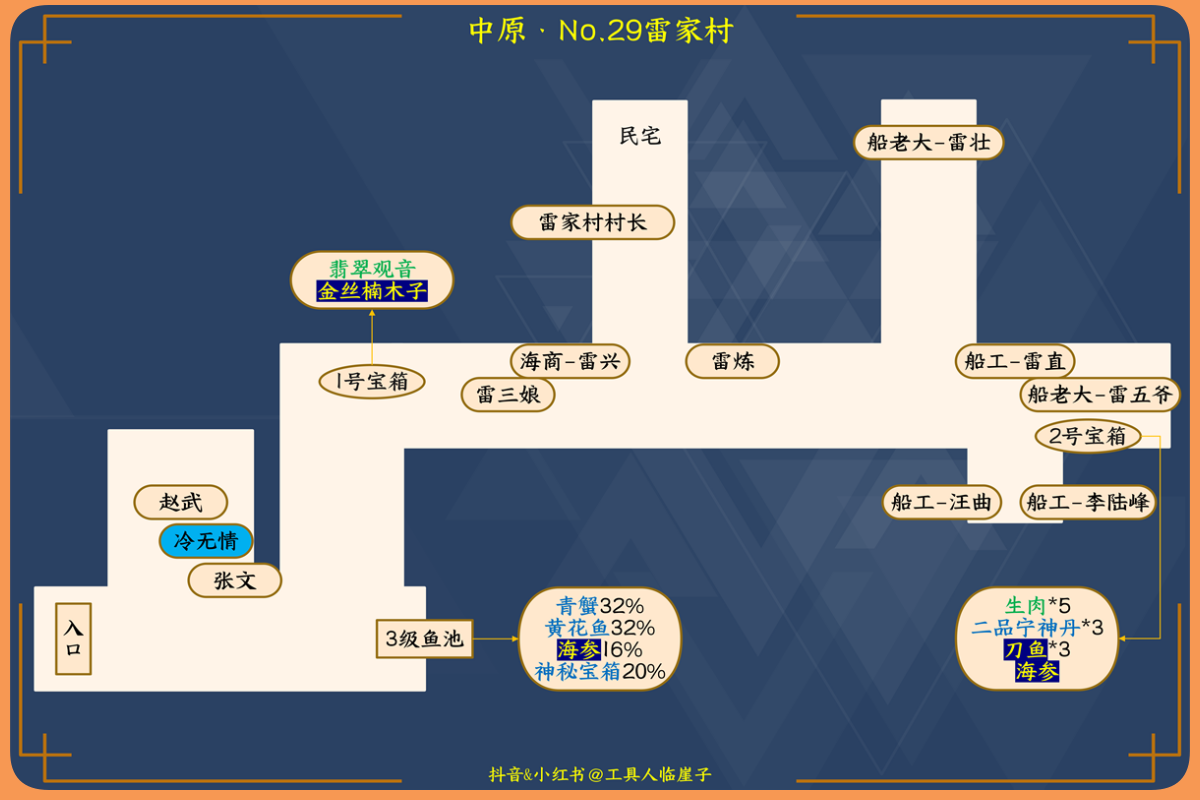 中原·No.29雷家村
民宅
船老大-雷壮
雷家村村长
翡翠观音
金丝楠木子
海商-雷兴
雷炼
船工-雷直
1号宝箱
雷三娘
船老大-雷五爷
2号宝箱
赵武
船工-汪曲
船工-李陆峰
冷无情
张文
入口
3级鱼池
青蟹32%
黄花鱼32%
海参16%
神秘宝箱20%
生肉*5
二品宁神丹*3
刀鱼*3
海参
抖音&小红书@工具人临崖子